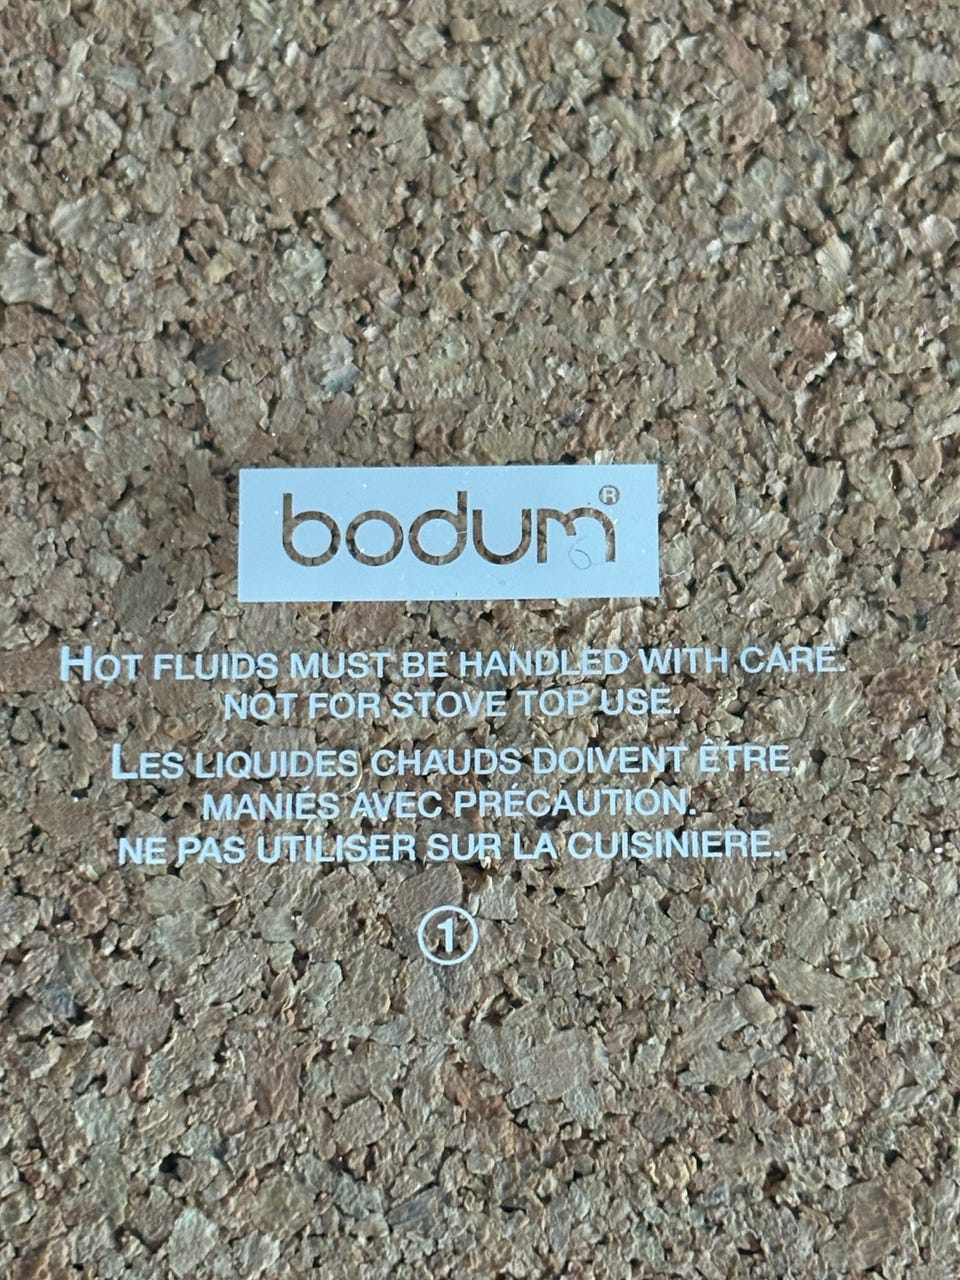 bodum®
HOT FLUIDS MUST BE HANDLED WITH CARE.
NOT FOR STOVE TOP USE.
LES LIQUIDES CHAUDS DOIVENT ÊTRE
MANIÉS AVEC PRÉCAUTION.
NE PAS UTILISER SUR LA CUISINIERE.
1